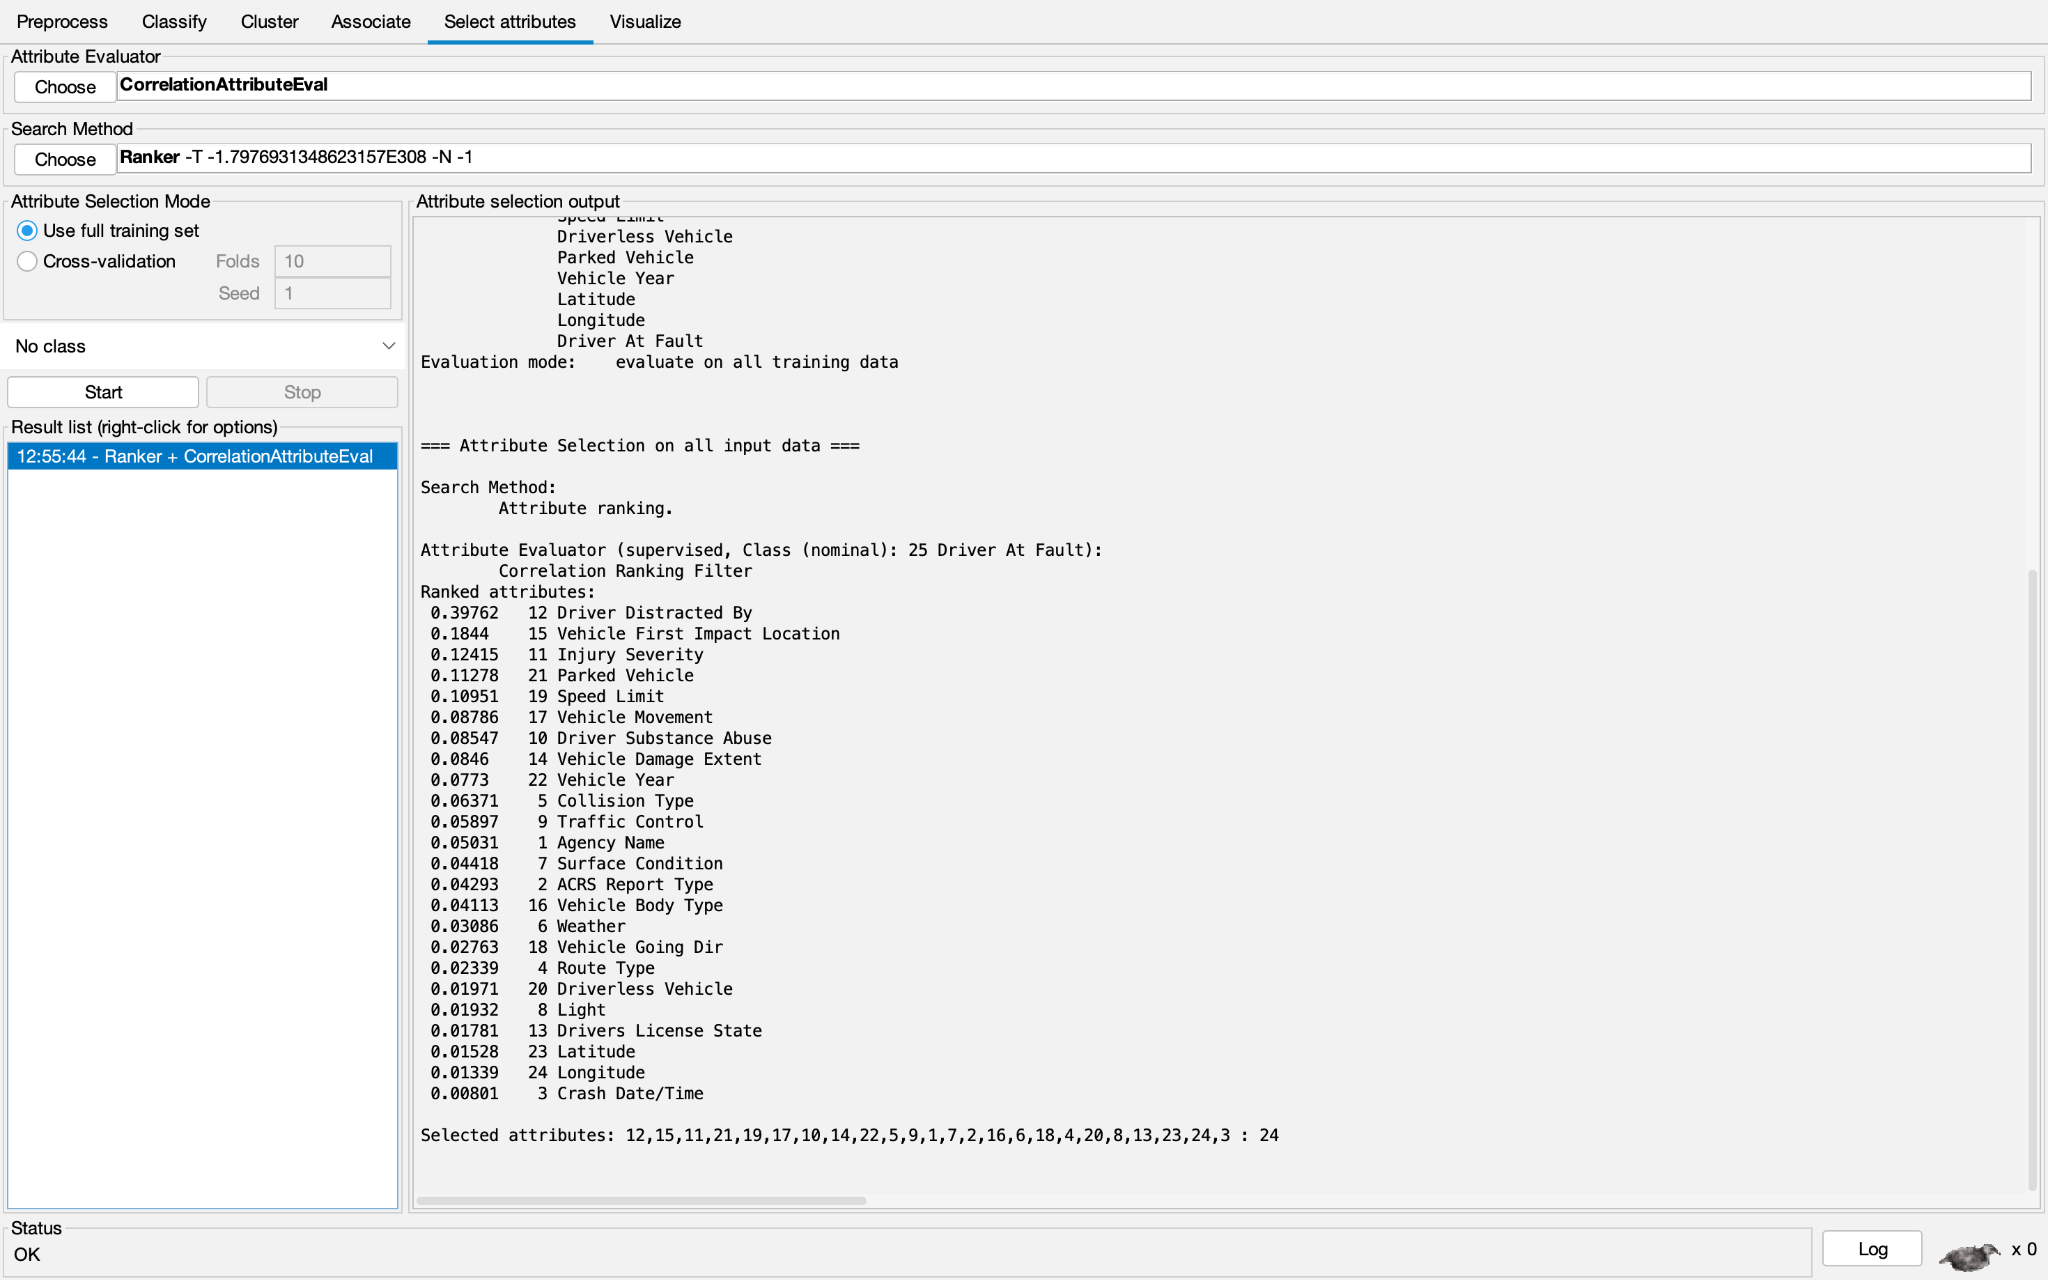 Preprocess Classify Cluster Associate Select attributes Visualize
Attribute Evaluator
Choose CorrelationAttributeEval
Search Method
Choose Ranker -T -1.7976931348623157E308 -N -1
Attribute Selection Mode
Use full training set
Cross-validation Folds 10
Seed 1
No class
Start Stop
Result list (right-click for options)
12:55:44 - Ranker + CorrelationAttributeEval
Attribute selection output
Speed Limit
Driverless Vehicle
Parked Vehicle
Vehicle Year
Latitude
Longitude
Driver At Fault
Evaluation mode: evaluate on all training data
=== Attribute Selection on all input data ===
Search Method:
Attribute ranking.
Attribute Evaluator (supervised, Class (nominal): 25 Driver At Fault):
Correlation Ranking Filter
Ranked attributes:
0.39762 12 Driver Distracted By
0.1844 15 Vehicle First Impact Location
0.12415 11 Injury Severity
0.11278 21 Parked Vehicle
0.10951 19 Speed Limit
0.08786 17 Vehicle Movement
0.08547 10 Driver Substance Abuse
0.0846 14 Vehicle Damage Extent
0.0773 22 Vehicle Year
0.06371 5 Collision Type
0.05897 9 Traffic Control
0.05031 1 Agency Name
0.04418 7 Surface Condition
0.04293 2 ACRS Report Type
0.04113 16 Vehicle Body Type
0.03086 6 Weather
0.02763 18 Vehicle Going Dir
0.02339 4 Route Type
0.01971 20 Driverless Vehicle
0.01932 8 Light
0.01781 13 Drivers License State
0.01528 23 Latitude
0.01339 24 Longitude
0.00801 3 Crash Date/Time
Selected attributes: 12,15,11,21,19,17,10,14,22,5,9,1,7,2,16,6,18,4,20,8,13,23,24,3 : 24
Status
OK
Log x 0